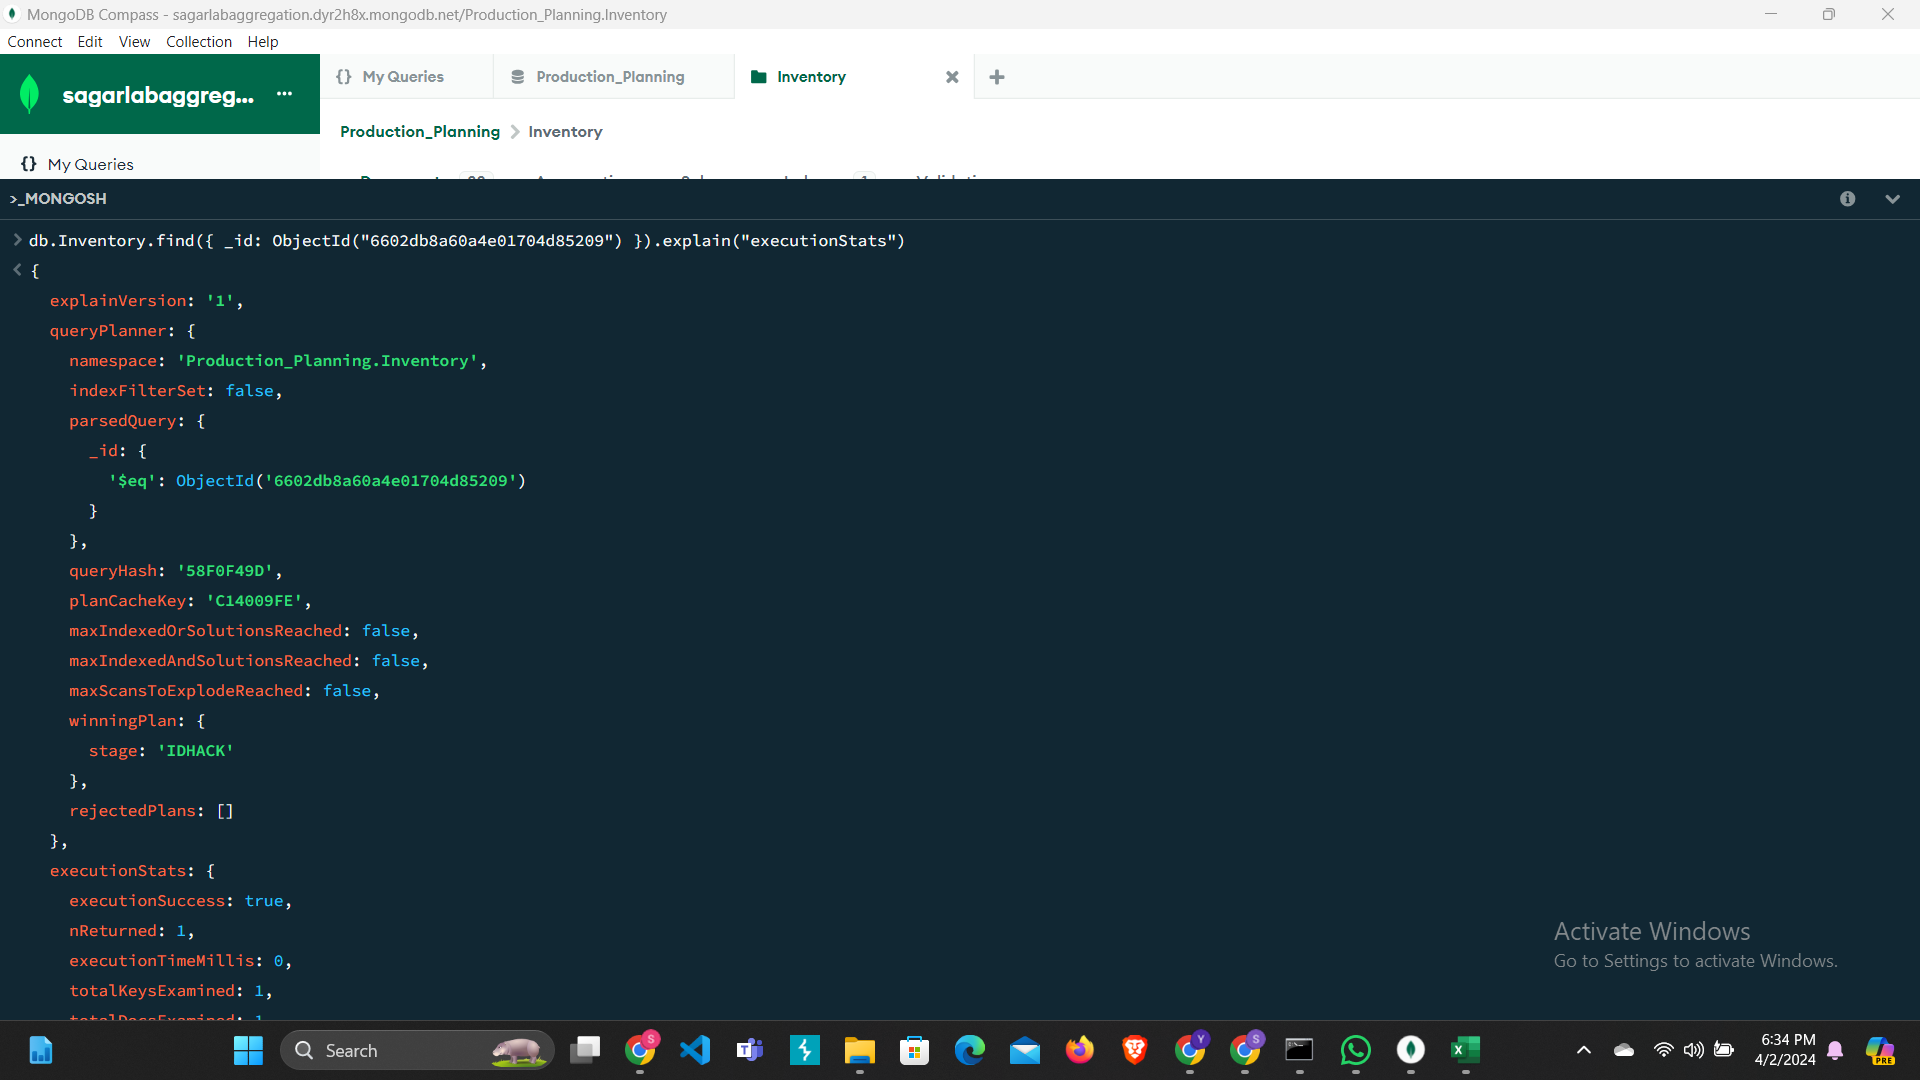 MongoDB Compass - sagarlabaggregation.dyr2h8x.mongodb.net/Production_Planning.Inventory
Connect Edit View Collection Help
sagarlabaggreg... ...
{} My Queries
Production_Planning
Inventory
Production_Planning > Inventory
{} My Queries
>_MONGOSH
> db.Inventory.find({ _id: ObjectId("6602db8a60a4e01704d85209") }).explain("executionStats")
< {
explainVersion: '1',
queryPlanner: {
namespace: 'Production_Planning.Inventory',
indexFilterSet: false,
parsedQuery: {
_id: {
'$eq': ObjectId('6602db8a60a4e01704d85209')
}
},
queryHash: '58F0F49D',
planCacheKey: 'C14009FE',
maxIndexedOrSolutionsReached: false,
maxIndexedAndSolutionsReached: false,
maxScansToExplodeReached: false,
winningPlan: {
stage: 'IDHACK'
},
rejectedPlans: []
},
executionStats: {
executionSuccess: true,
nReturned: 1,
executionTimeMillis: 0,
totalKeysExamined: 1,
totalDocsExamined: 1
Activate Windows
Go to Settings to activate Windows.
Search
S
Y
S
6:34 PM
4/2/2024
PRE